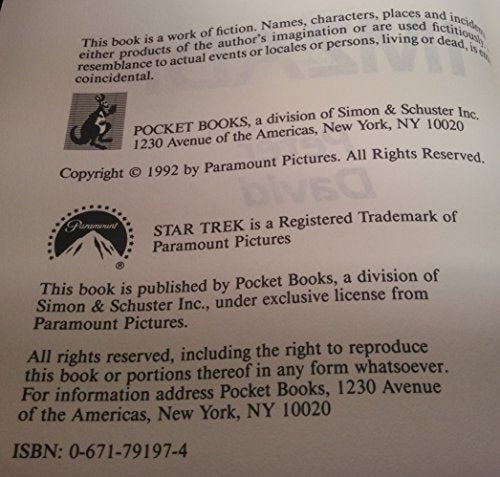 This book is a work of fiction. Names, characters, places and
either products of the author's imagination or are used fictitiously.
resemblance to actual events or locales or persons, living or dead, is
coincidental.
POCKET BOOKS, a division of Simon & Schuster Inc.
1230 Avenue of the Americas, New York, NY 10020
Copyright © 1992 by Paramount Pictures. All Rights Reserved.
Paramount
®
STAR TREK is a Registered Trademark of
Paramount Pictures
This book is published by Pocket Books, a division of
Simon & Schuster Inc., under exclusive license from
Paramount Pictures.
All rights reserved, including the right to reproduce
this book or portions thereof in any form whatsoever.
For information address Pocket Books, 1230 Avenue
of the Americas, New York, NY 10020
ISBN: 0-671-79197-4